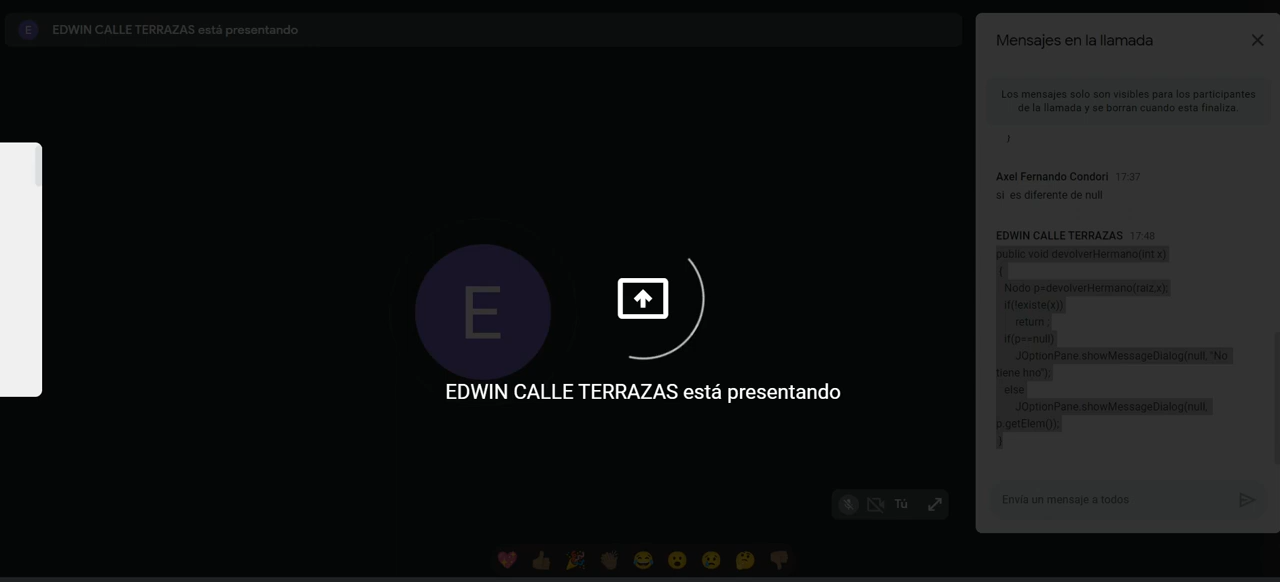 E EDWIN CALLE TERRAZAS está presentando
Mensajes en la llamada
Los mensajes solo son visibles para los participantes
de la llamada y se borran cuando esta finaliza.
Axel Fernando Condori 17:37
si es diferente de null
EDWIN CALLE TERRAZAS 17:48
public void devolverHermano(int x)
{
Nodo p=devolverHermano(raiz,x);
if(!existe(x))
return ;
if(p==null)
JOptionPane.showMessageDialog(null, "No
tiene hno");
else
JOptionPane.showMessageDialog(null,
p.getElem());
}
E
EDWIN CALLE TERRAZAS está presentando
Tú
Envía un mensaje a todos